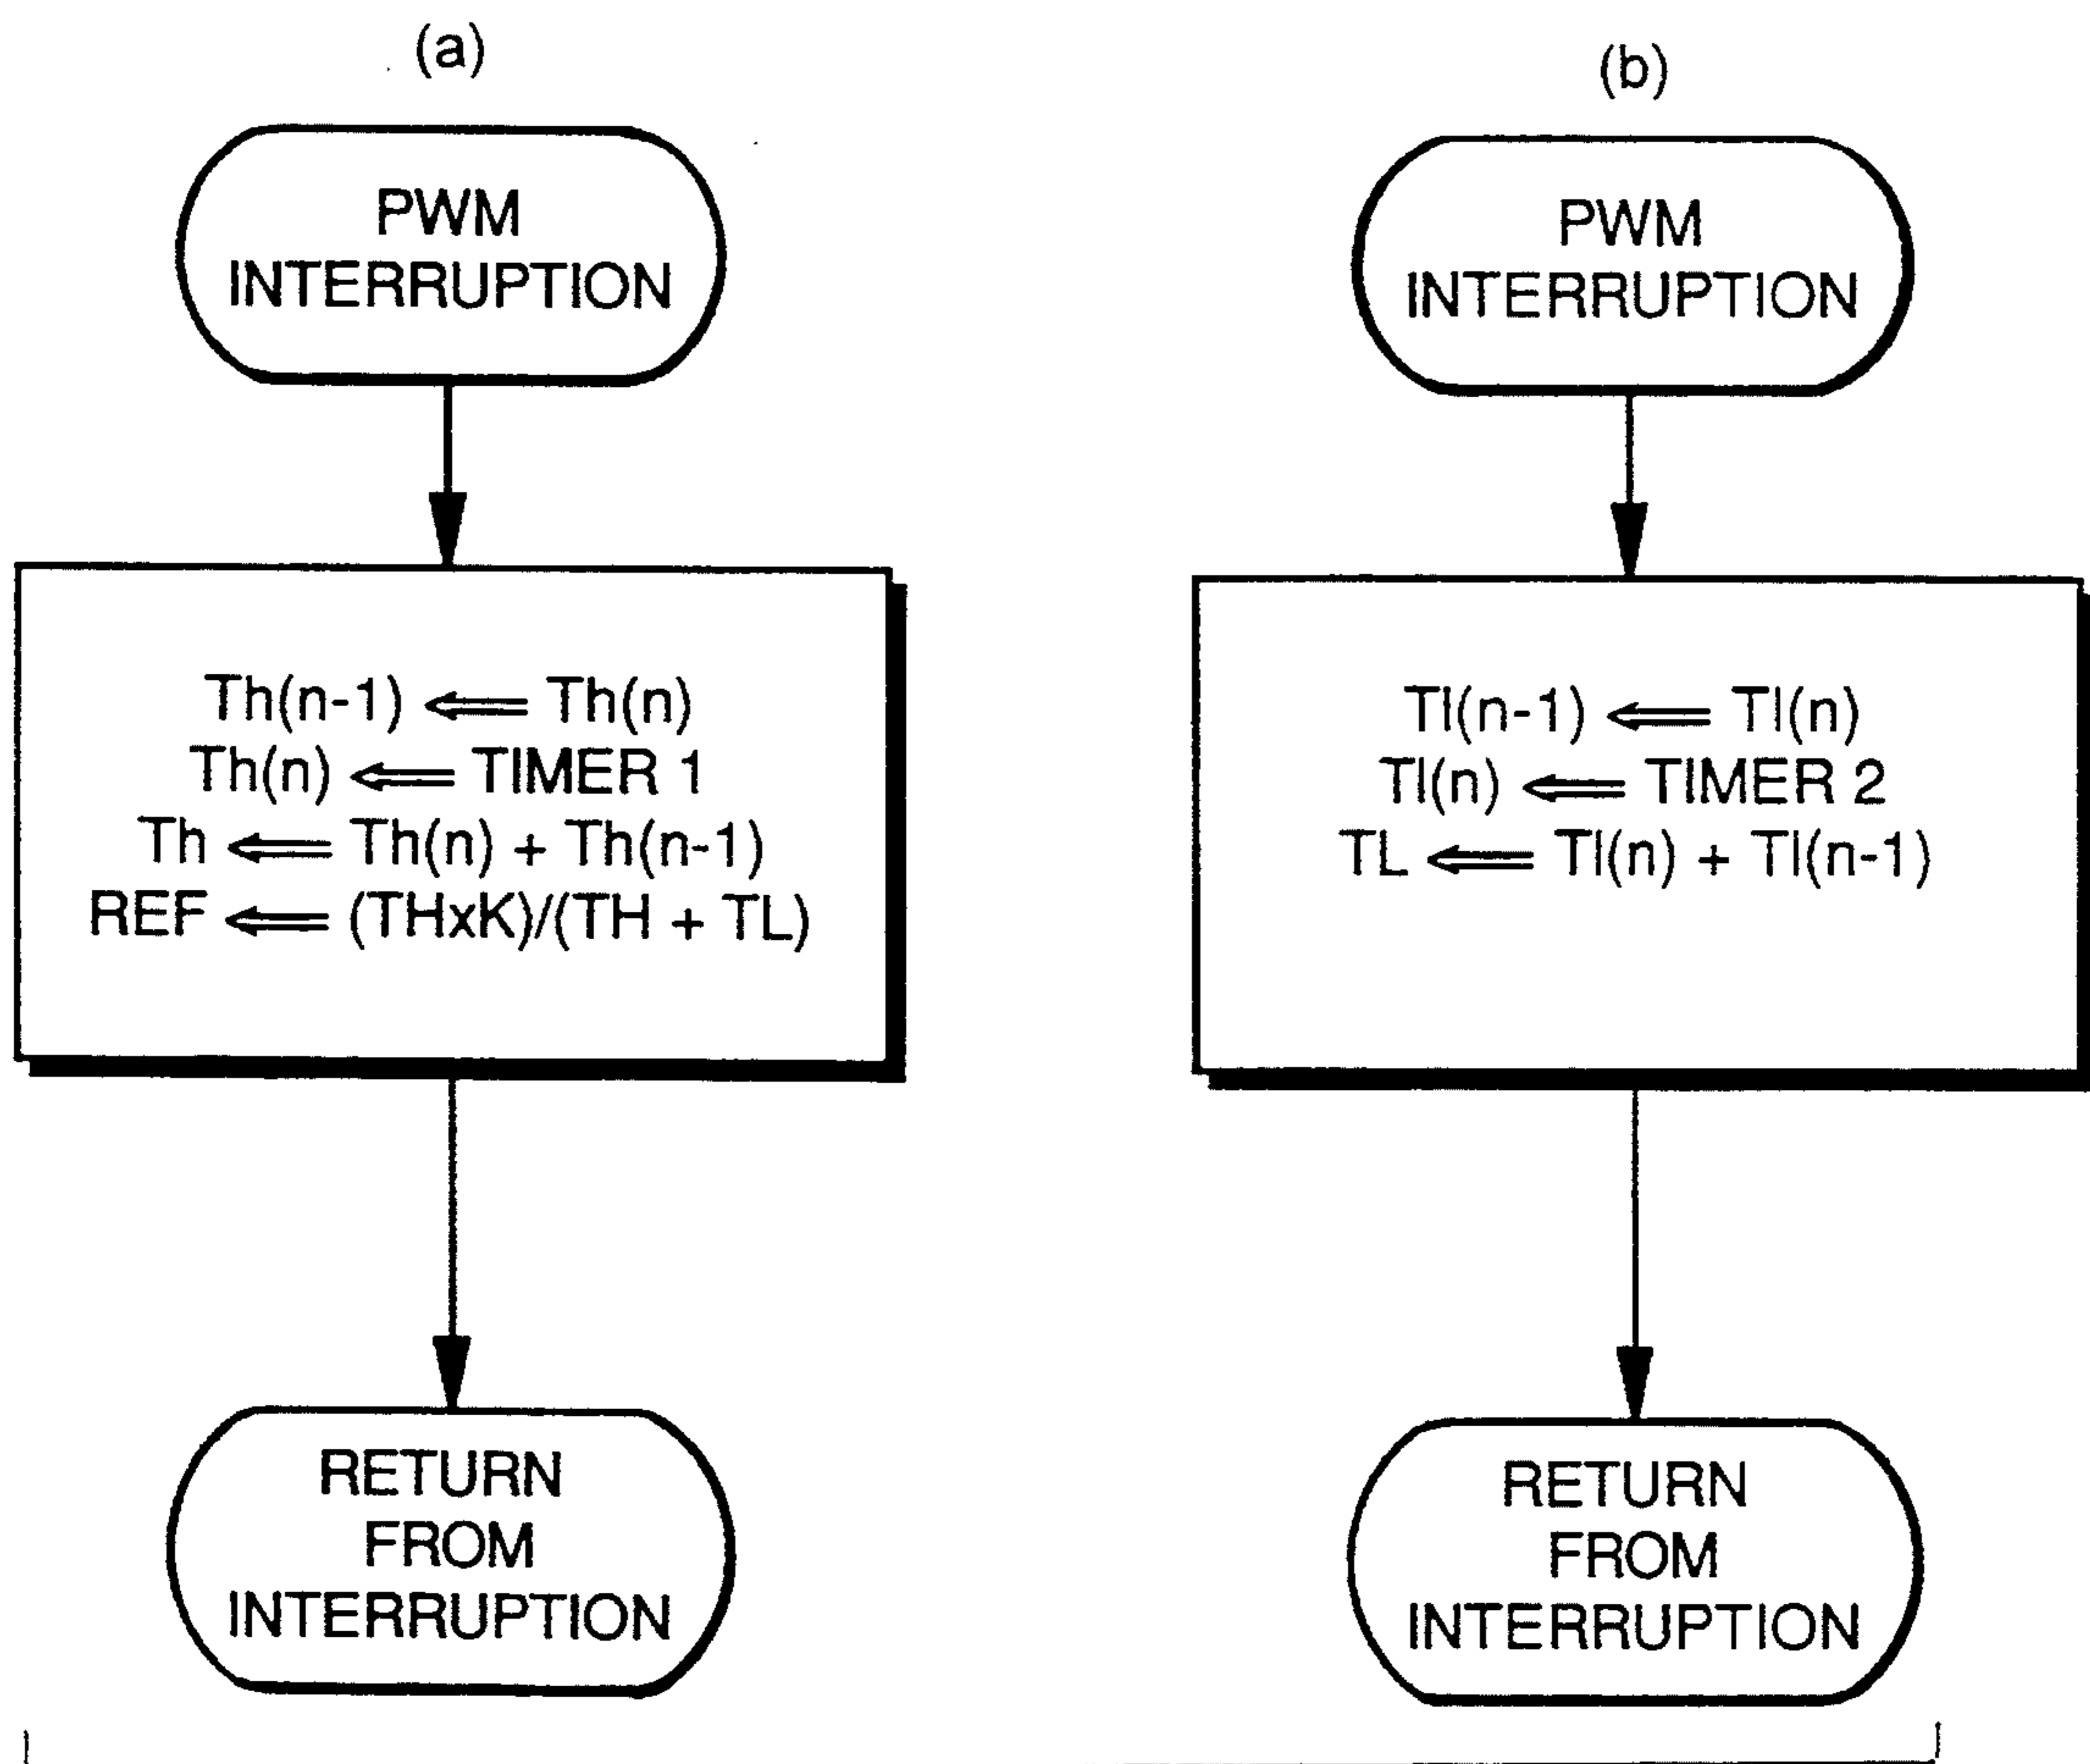 (a)
PWM
INTERRUPTION
Th(n-1) ⇐ Th(n)
Th(n) ⇐ TIMER 1
Th ⇐ Th(n) + Th(n-1)
REF ⇐ (THxK)/(TH + TL)
RETURN
FROM
INTERRUPTION
(b)
PWM
INTERRUPTION
Tl(n-1) ⇐ Tl(n)
Tl(n) ⇐ TIMER 2
TL ⇐ Tl(n) + Tl(n-1)
RETURN
FROM
INTERRUPTION